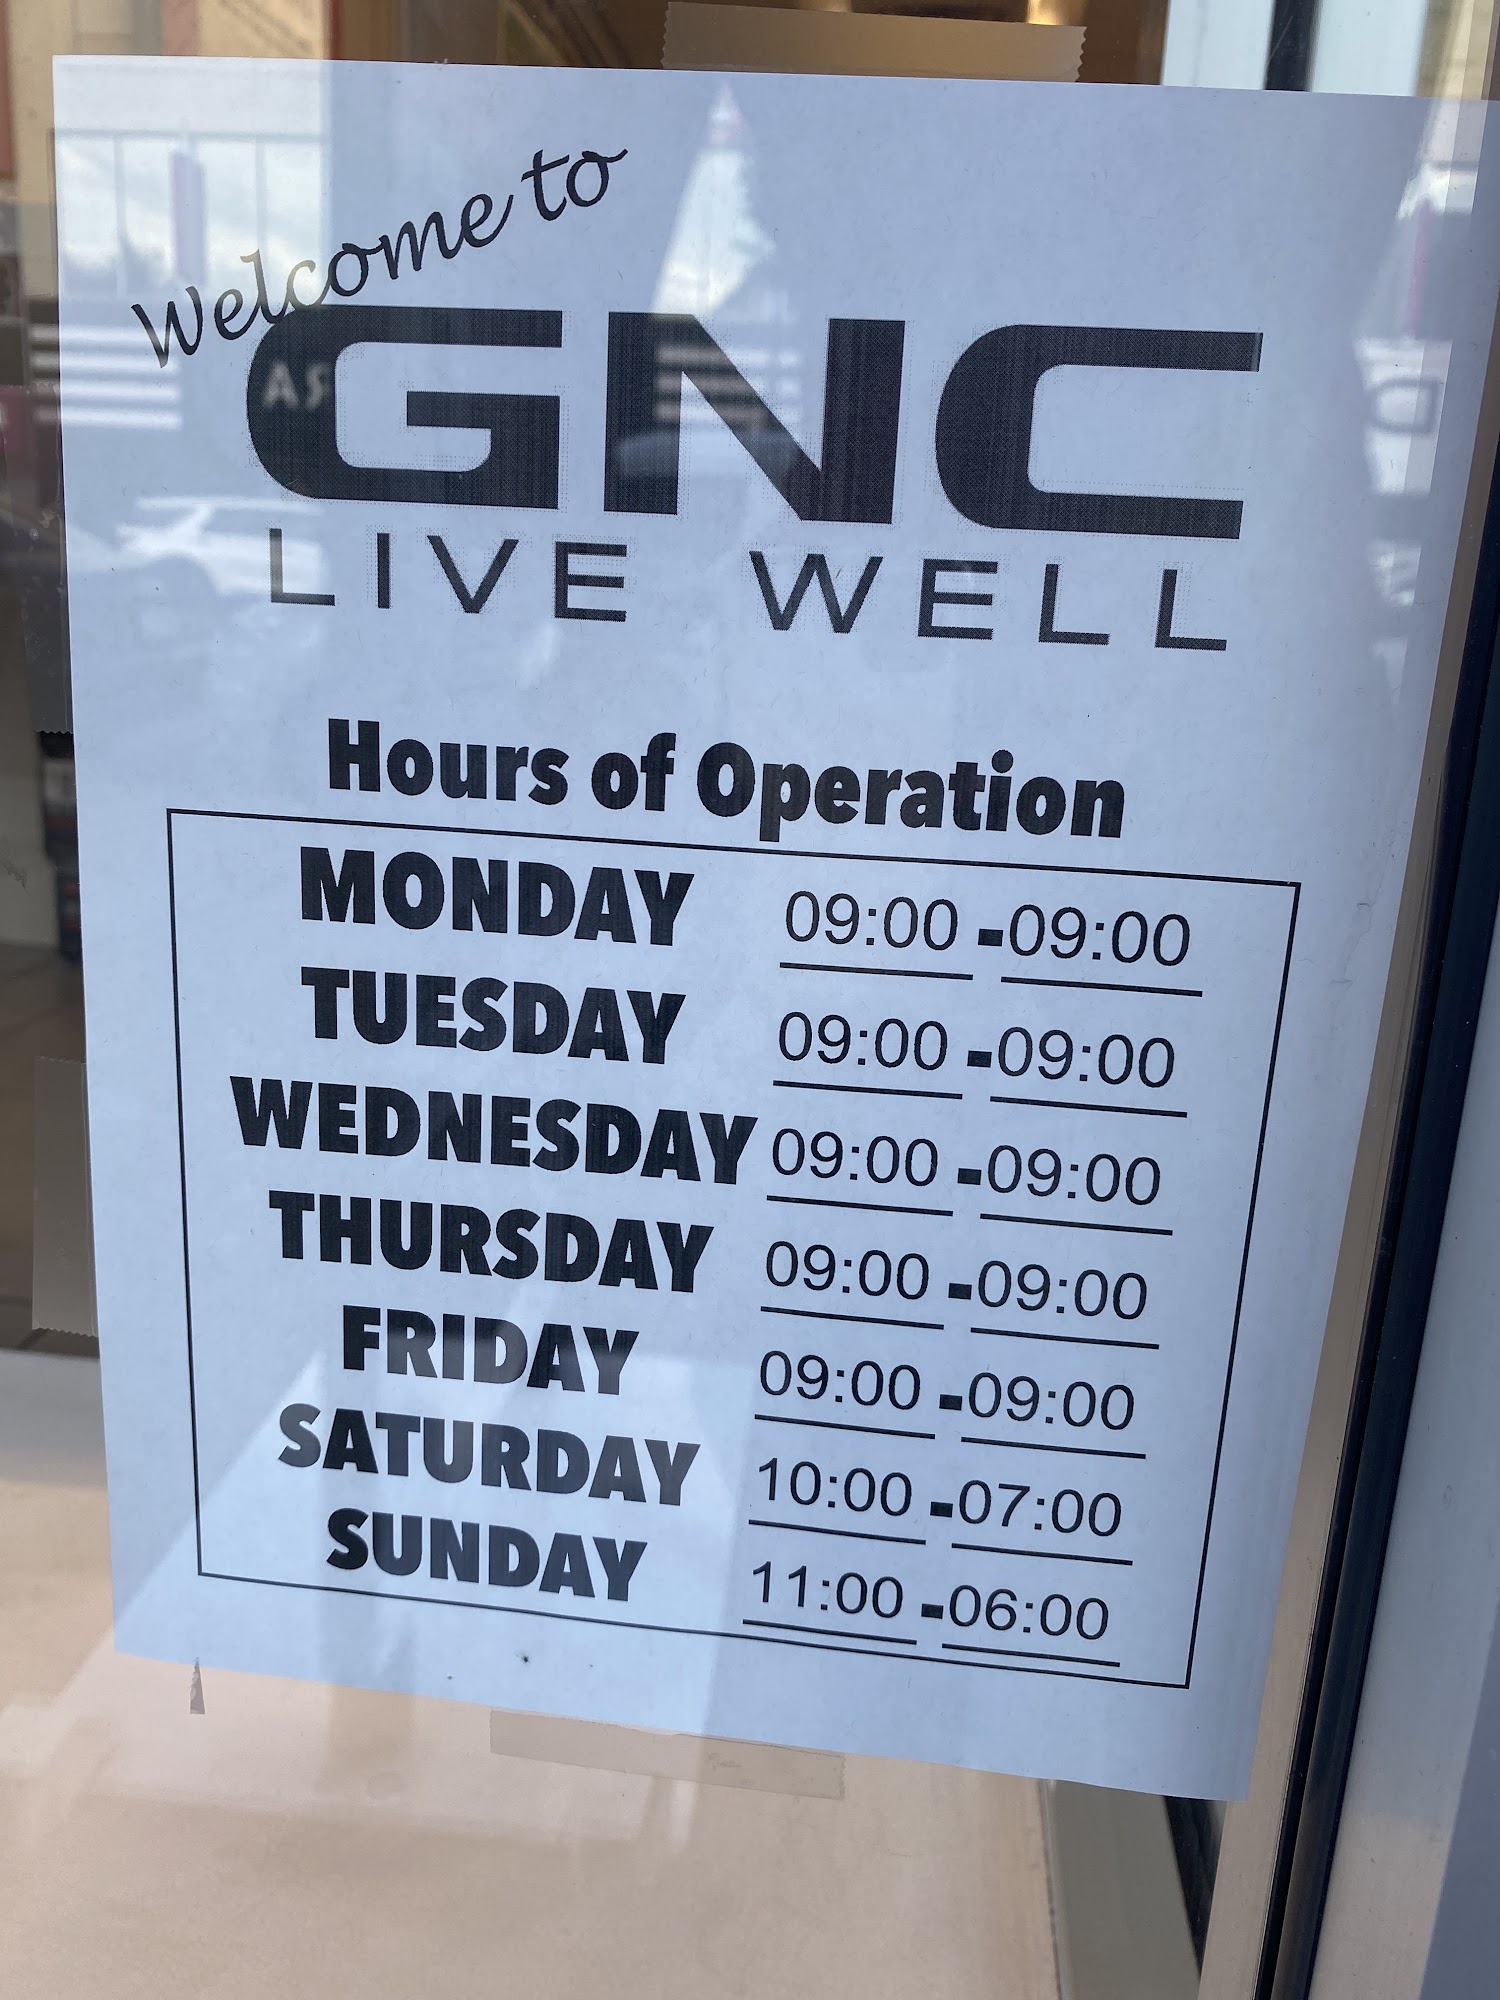 Welcome to
GNC
LIVE WELL
Hours of Operation
MONDAY 09:00 - 09:00
TUESDAY 09:00 - 09:00
WEDNESDAY 09:00 - 09:00
THURSDAY 09:00 - 09:00
FRIDAY 09:00 - 09:00
SATURDAY 10:00 - 07:00
SUNDAY 11:00 - 06:00